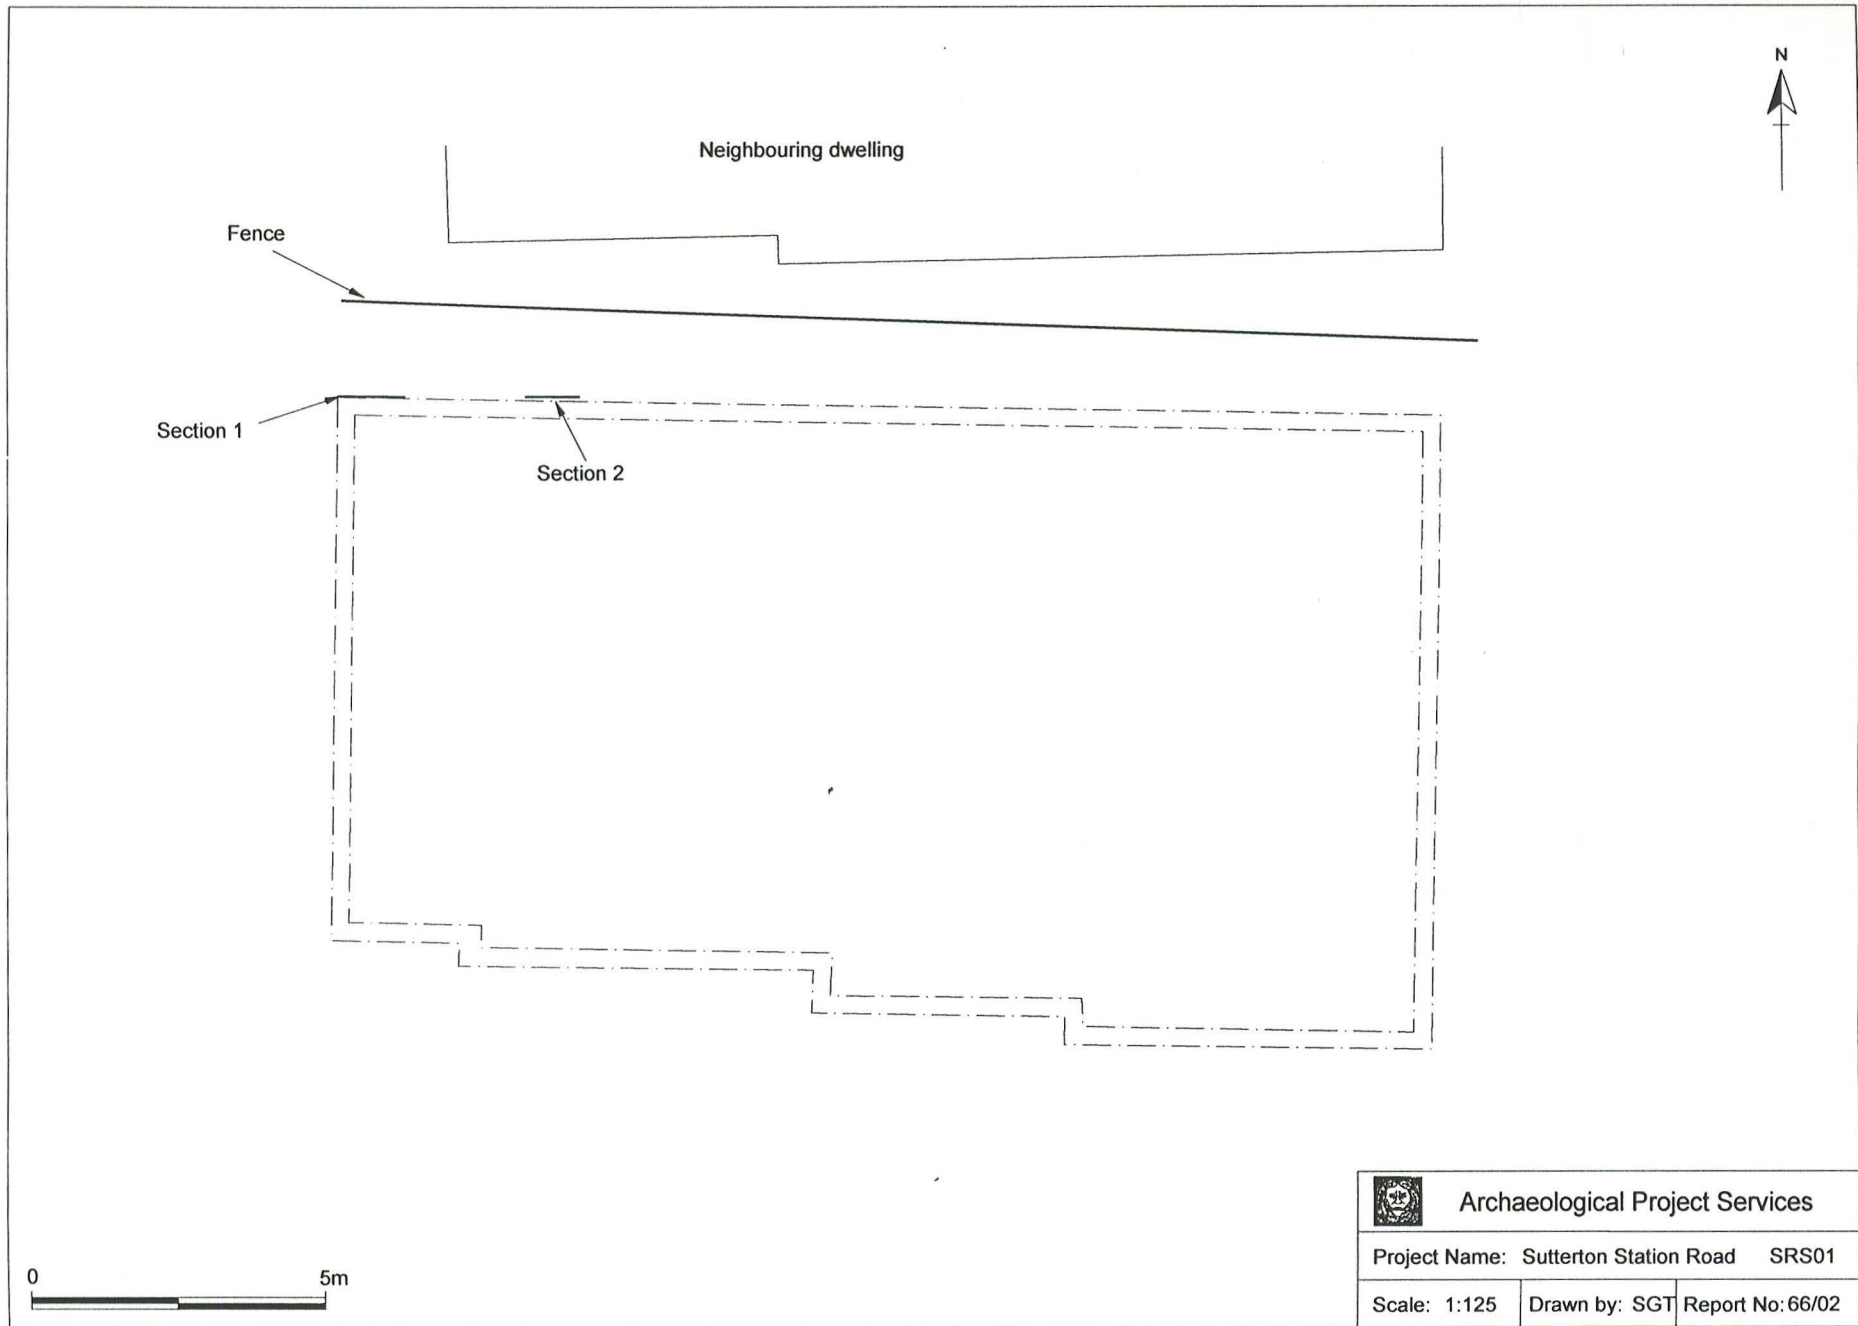 N
Neighbouring dwelling
Fence
Section 1
Section 2
0 5m
Archaeological Project Services
Project Name: Sutterton Station Road SRS01
Scale: 1:125 Drawn by: SGT Report No: 66/02